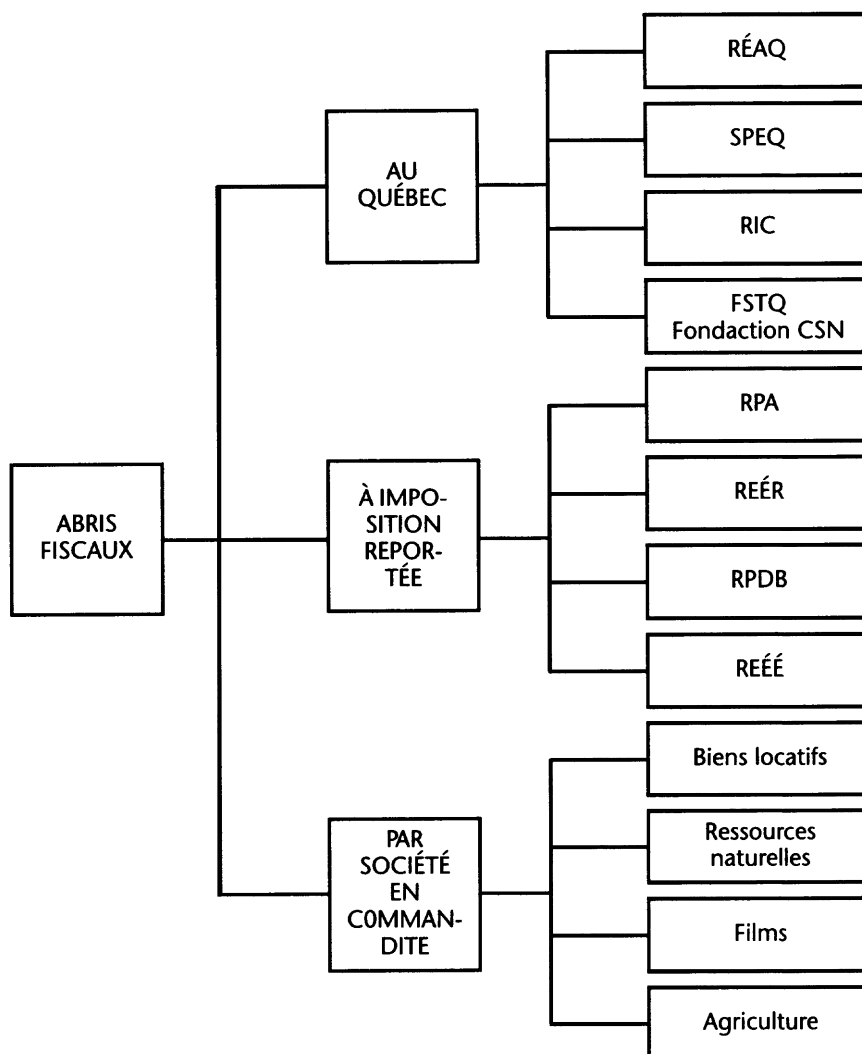 ABRIS
FISCAUX
AU
QUÉBEC
RÉAQ
SPEQ
RIC
FSTQ
Fondaction CSN
À IMPO-
SITION
REPOR-
TÉE
RPA
REÉR
RPDB
REÉÉ
PAR
SOCIÉTÉ
EN
C0MMAN-
DITE
Biens locatifs
Ressources
naturelles
Films
Agriculture